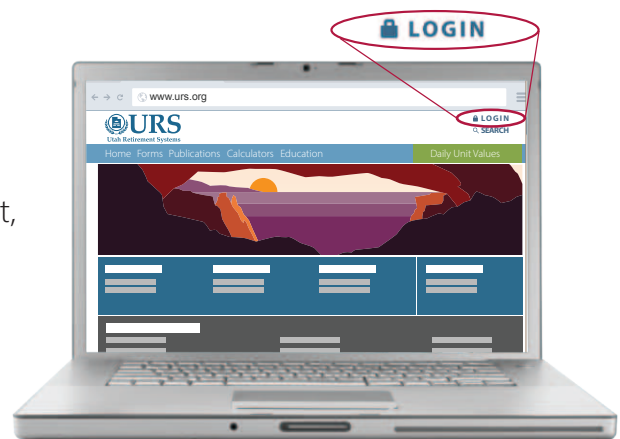 LOGIN
www.urs.org
URS
Utah Retirement Systems
LOGIN
SEARCH
Home Forms Publications Calculators Education Daily Unit Values
t,